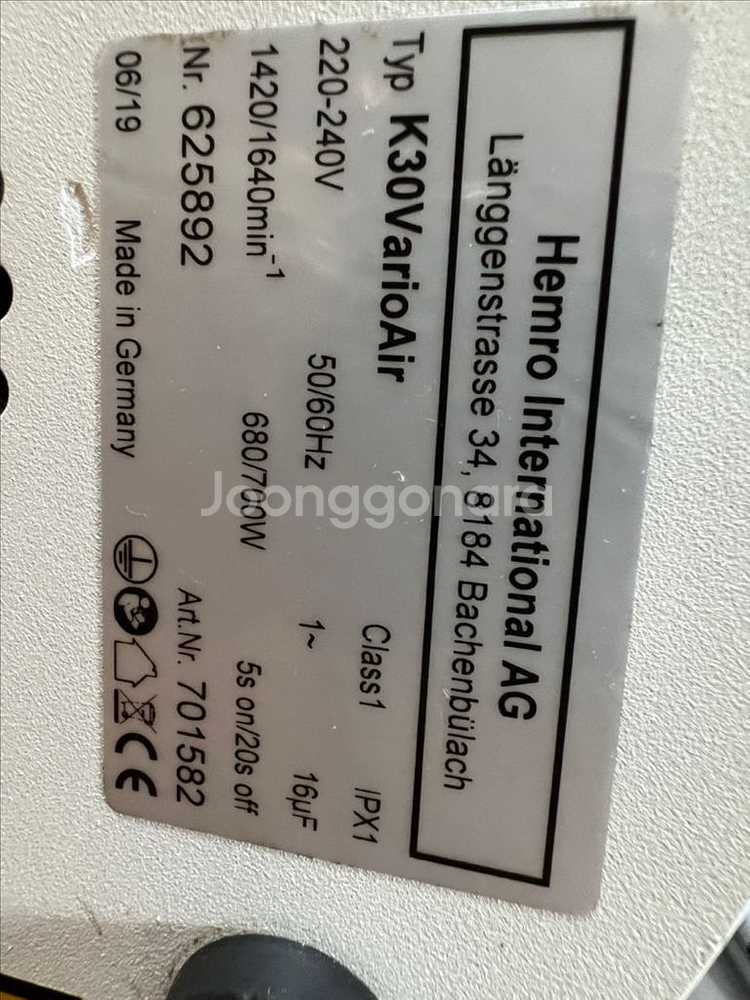 Hemro International AG
Länggenstrasse 34, 8184 Bachenbülach
Typ K30VarioAir Class1 IPX1
220-240V 50/60Hz 1~ 16µF
1420/1640min⁻¹ 680/700W 5s on/20s off
Nr. 625892 Art.Nr. 701582
06/19 Made in Germany CE
Joonggonara